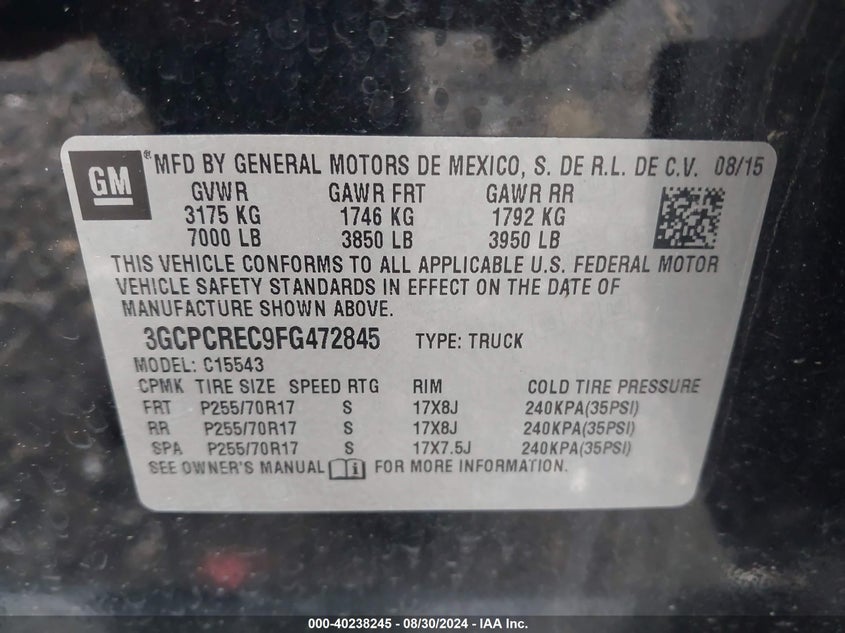 GM ® MFD BY GENERAL MOTORS DE MEXICO, S. DE R.L. DE C.V. 08/15
GVWR GAWR FRT GAWR RR
3175 KG 1746 KG 1792 KG
7000 LB 3850 LB 3950 LB
THIS VEHICLE CONFORMS TO ALL APPLICABLE U.S. FEDERAL MOTOR
VEHICLE SAFETY STANDARDS IN EFFECT ON THE DATE OF
MANUFACTURE SHOWN ABOVE.
3GCPCREC9FG472845 TYPE: TRUCK
MODEL: C15543
CPMK TIRE SIZE SPEED RTG RIM COLD TIRE PRESSURE
FRT P255/70R17 S 17X8J 240KPA(35PSI)
RR P255/70R17 S 17X8J 240KPA(35PSI)
SPA P255/70R17 S 17X7.5J 240KPA(35PSI)
SEE OWNER'S MANUAL i FOR MORE INFORMATION.
000-40238245 - 08/30/2024 - IAA Inc.